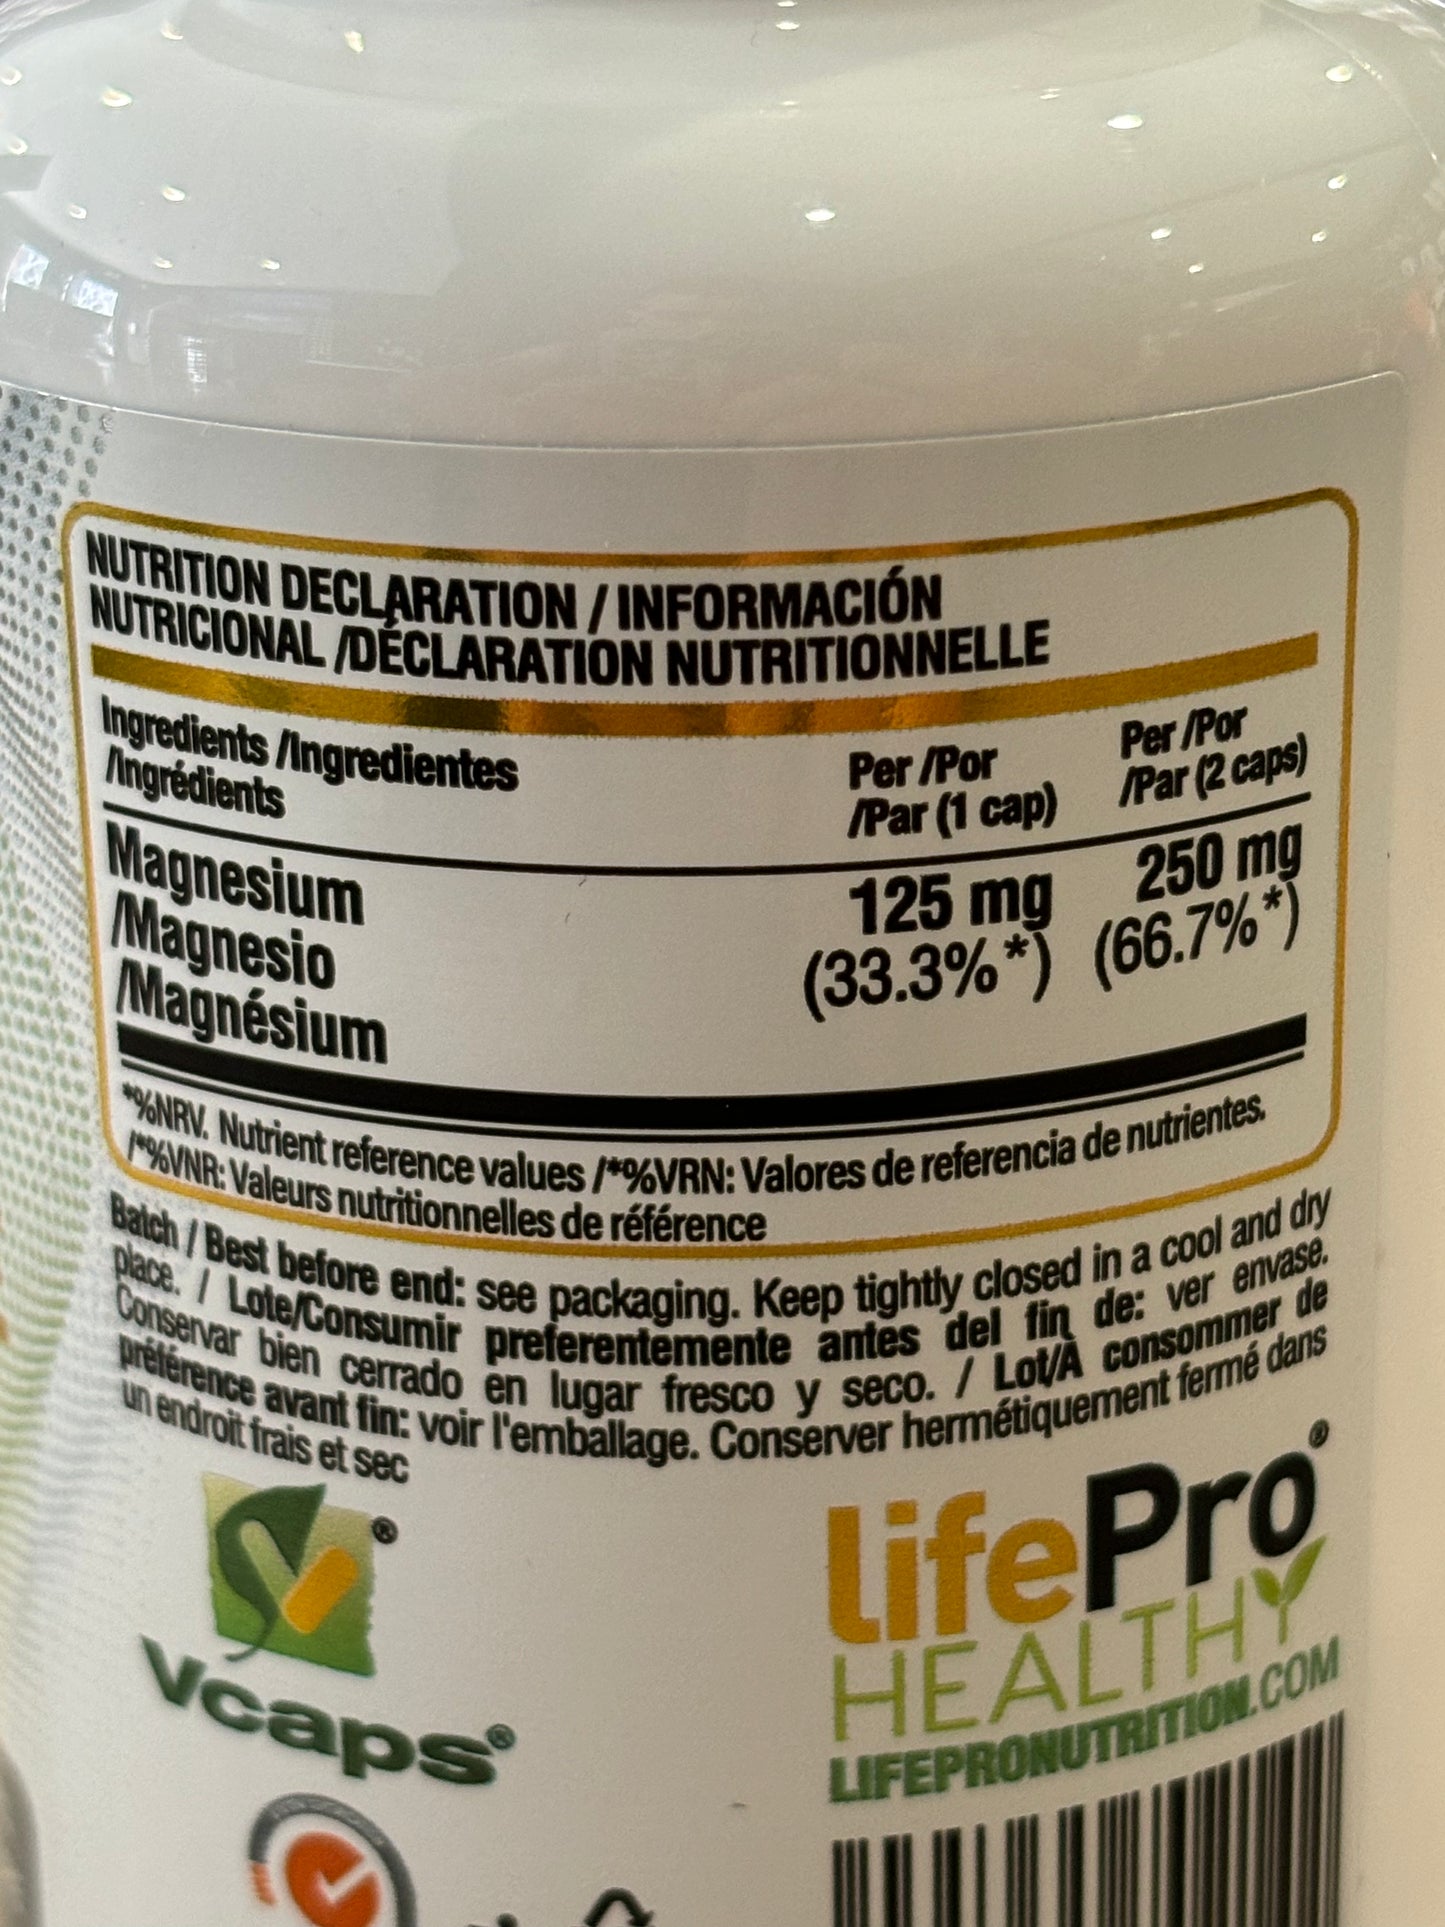 NUTRITION DECLARATION / INFORMACIÓN
NUTRICIONAL /DÉCLARATION NUTRITIONNELLE
Ingredients /Ingredientes
/Ingrédients
Per /Por
/Par (1 cap)
Per /Por
/Par (2 caps)
Magnesium
/Magnesio
/Magnésium
125 mg
(33.3%*)
250 mg
(66.7%*)
*%NRV. Nutrient reference values /*%VRN: Valores de referencia de nutrientes.
/*%VNR: Valeurs nutritionnelles de référence
Batch / Best before end: see packaging. Keep tightly closed in a cool and dry
place. / Lote/Consumir preferentemente antes del fin de: ver envase.
Conservar bien cerrado en lugar fresco y seco. / Lot/À consommer de
préférence avant fin: voir l'emballage. Conserver hermétiquement fermé dans
un endroit frais et sec
®
Vcaps®
lifePro®
HEALTHY
LIFEPRONUTRITION.COM